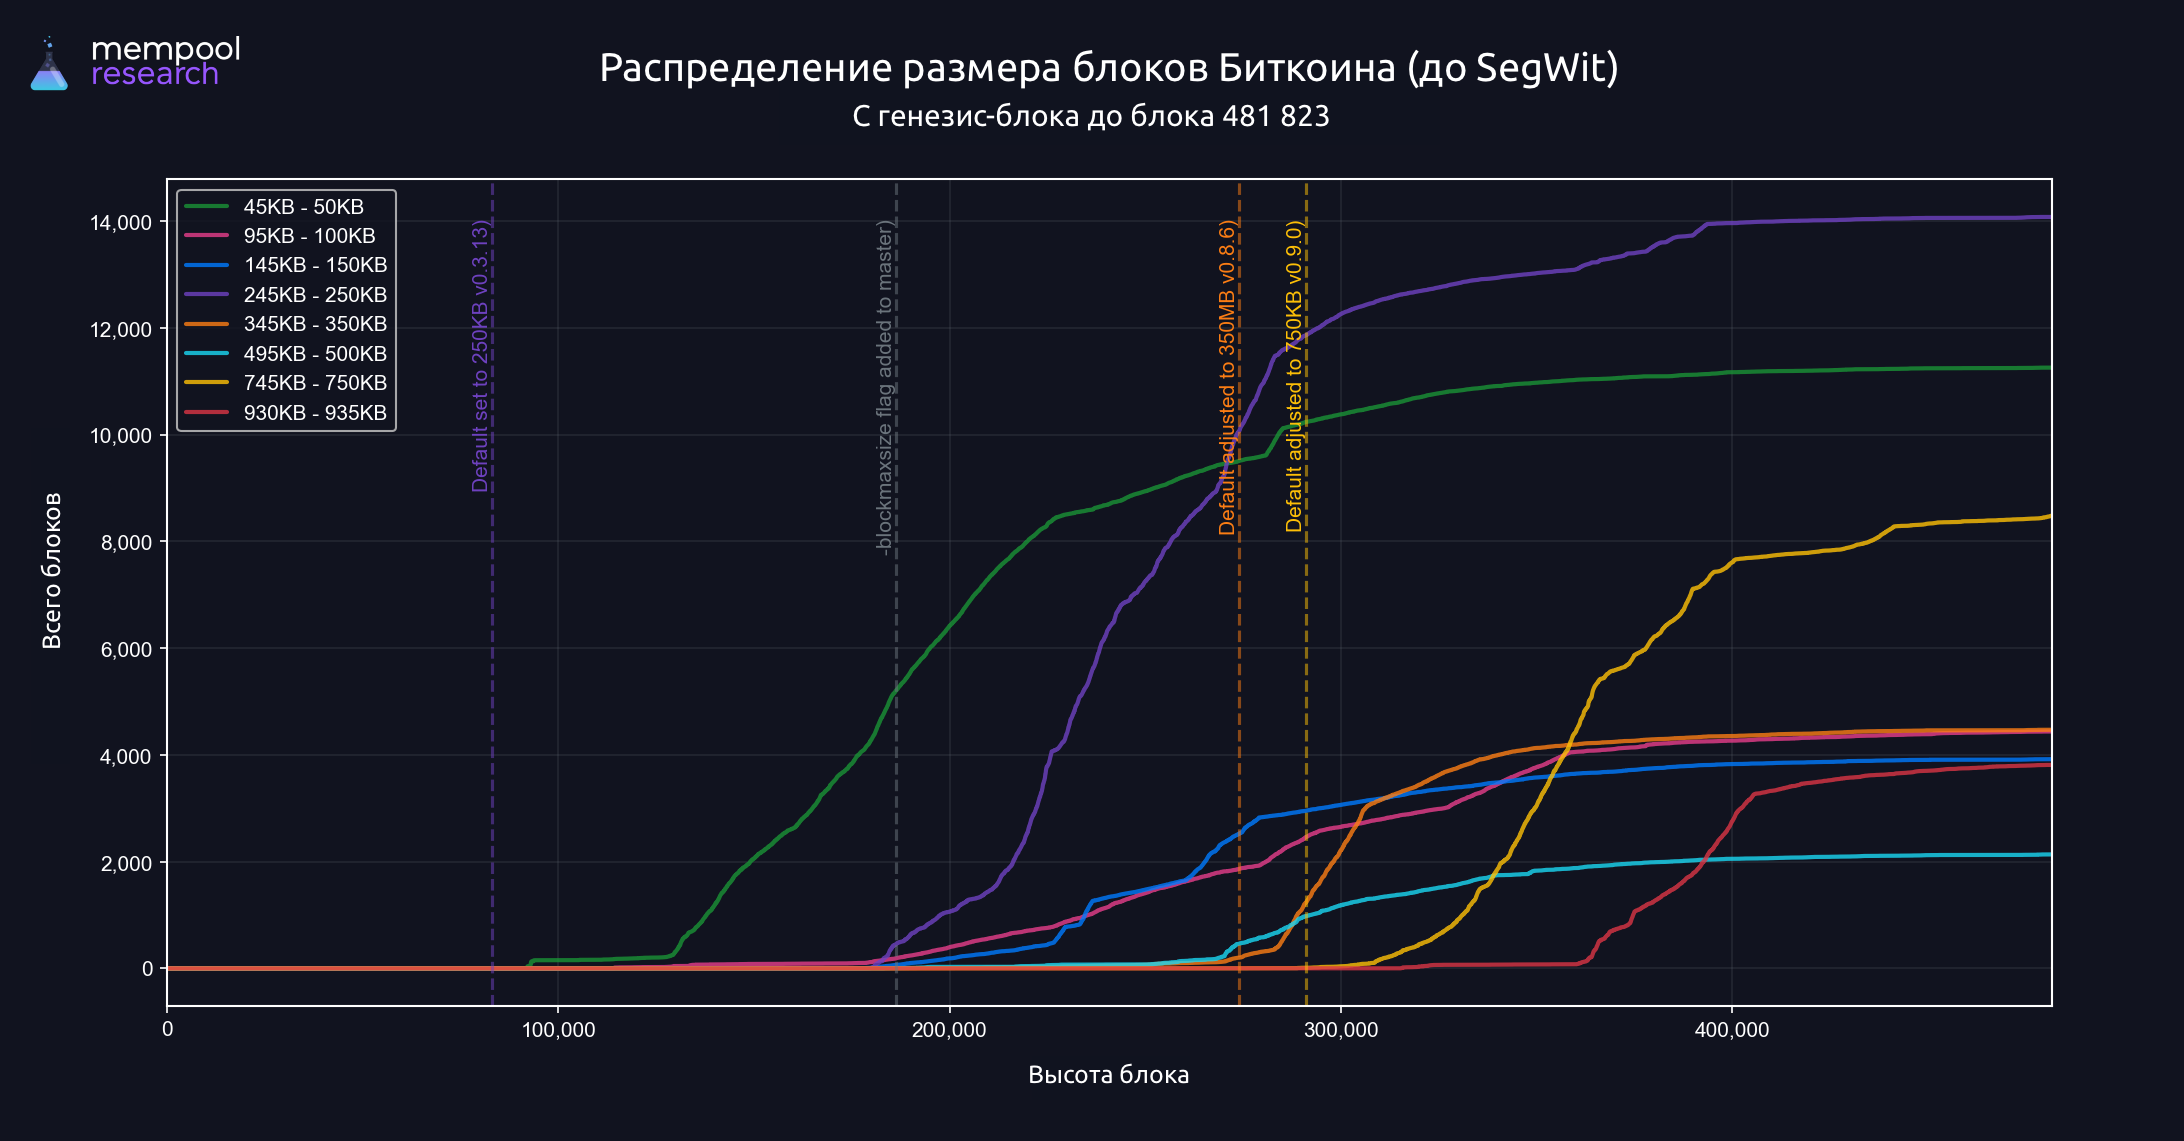 mempool
research
Распределение размера блоков Биткоина (до SegWit)
С генезис-блока до блока 481 823
45KB - 50KB
95KB - 100KB
145KB - 150KB
245KB - 250KB
345KB - 350KB
495KB - 500KB
745KB - 750KB
930KB - 935KB
Default set to 250KB v0.3.13)
-blockmaxsize flag added to master)
Default adjusted to 350MB v0.8.6)
Default adjusted to 750KB v0.9.0)
Всего блоков
14,000
12,000
10,000
8,000
6,000
4,000
2,000
0
0
100,000
200,000
300,000
400,000
Высота блока